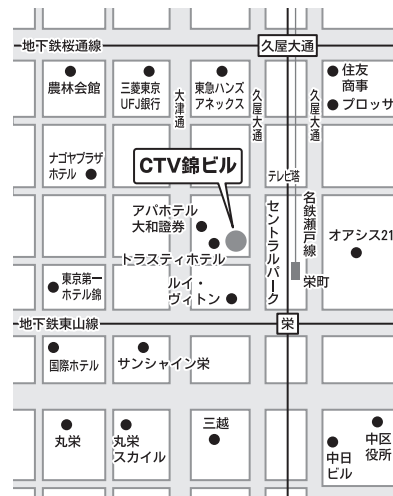 地下鉄桜通線
久屋大通
農林会館
三菱東京
UFJ銀行
東急ハンズ
アネックス
住友
商事
ブロッサ
大津通
久屋大通
久屋大通
ナゴヤプラザ
ホテル
CTV錦ビル
テレビ塔
アパホテル
大和證券
トラスティホテル
セントラルパーク
名鉄瀬戸線
オアシス21
東京第一
ホテル錦
ルイ・
ヴィトン
栄町
地下鉄東山線
栄
国際ホテル
サンシャイン栄
丸栄
丸栄
スカイル
三越
中日
ビル
中区
役所